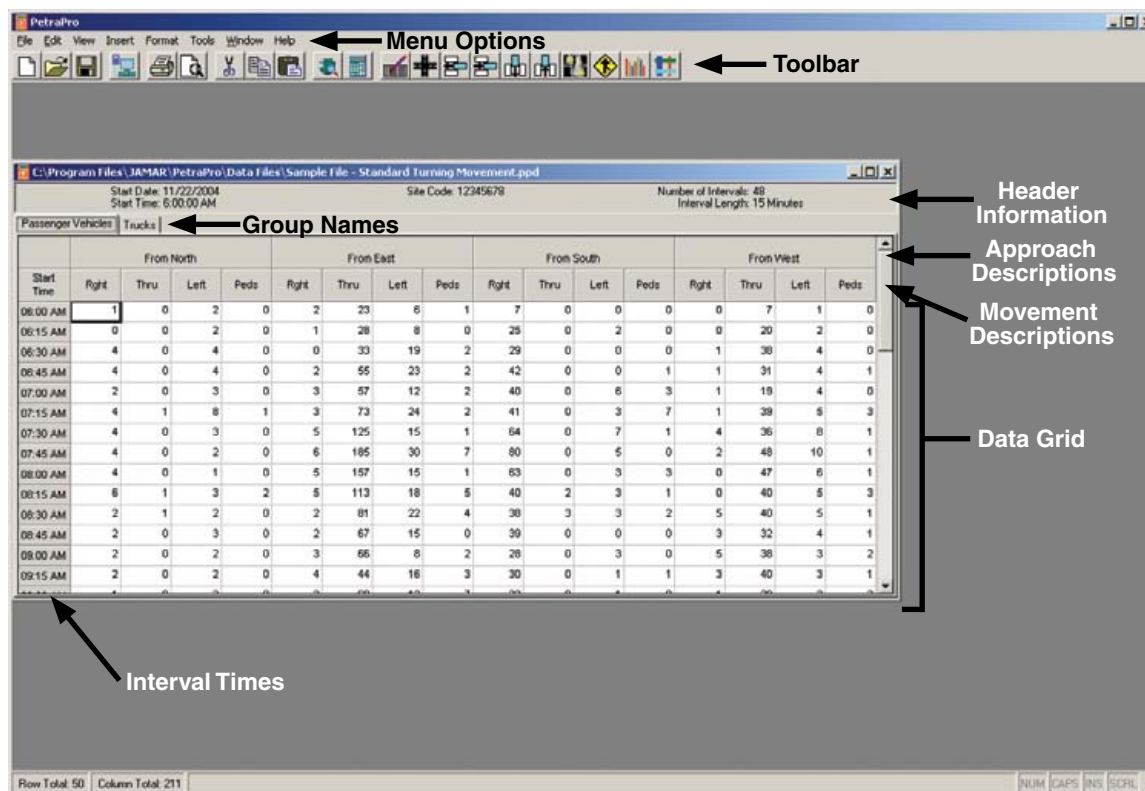 PetraPro
File Edit View Insert Format Tools Window Help
Menu Options
Toolbar
C:\Program Files\JAMAR\PetraPro\Data Files\Sample File - Standard Turning Movement.ppd
Start Date: 11/22/2004 Site Code: 12345678 Number of Intervals: 48
Start Time: 6:00:00 AM Interval Length: 15 Minutes
Header Information
Passenger Vehicles Trucks
Group Names
From North From East From South From West
Approach Descriptions
Start Time Rght Thru Left Peds Rght Thru Left Peds Rght Thru Left Peds Rght Thru Left Peds
Movement Descriptions
06:00 AM 1 0 2 0 2 23 6 1 7 0 0 0 0 7 1 0
06:15 AM 0 0 2 0 1 28 8 0 25 0 2 0 0 20 2 0
06:30 AM 4 0 4 0 0 33 19 2 29 0 0 0 1 38 4 0
06:45 AM 4 0 4 0 2 55 23 2 42 0 0 1 1 31 4 1
07:00 AM 2 0 3 0 3 57 12 2 40 0 6 3 1 19 4 0
07:15 AM 4 1 8 1 3 73 24 2 41 0 3 7 1 39 5 3
07:30 AM 4 0 3 0 5 125 15 1 64 0 7 1 4 36 8 1
07:45 AM 4 0 2 0 6 185 30 7 80 0 5 0 2 48 10 1
08:00 AM 4 0 1 0 5 157 15 1 63 0 3 3 0 47 6 1
08:15 AM 6 1 3 2 5 113 18 5 40 2 3 1 0 40 5 3
08:30 AM 2 1 2 0 2 81 22 4 38 3 3 2 5 40 5 1
08:45 AM 2 0 3 0 2 67 15 0 39 0 0 0 3 32 4 1
09:00 AM 2 0 2 0 3 66 8 2 28 0 3 0 5 38 3 2
09:15 AM 2 0 2 0 4 44 16 3 30 0 1 1 3 40 3 1
Data Grid
Interval Times
Row Total: 50 Column Total: 211 NUM CAPS INS SCRL